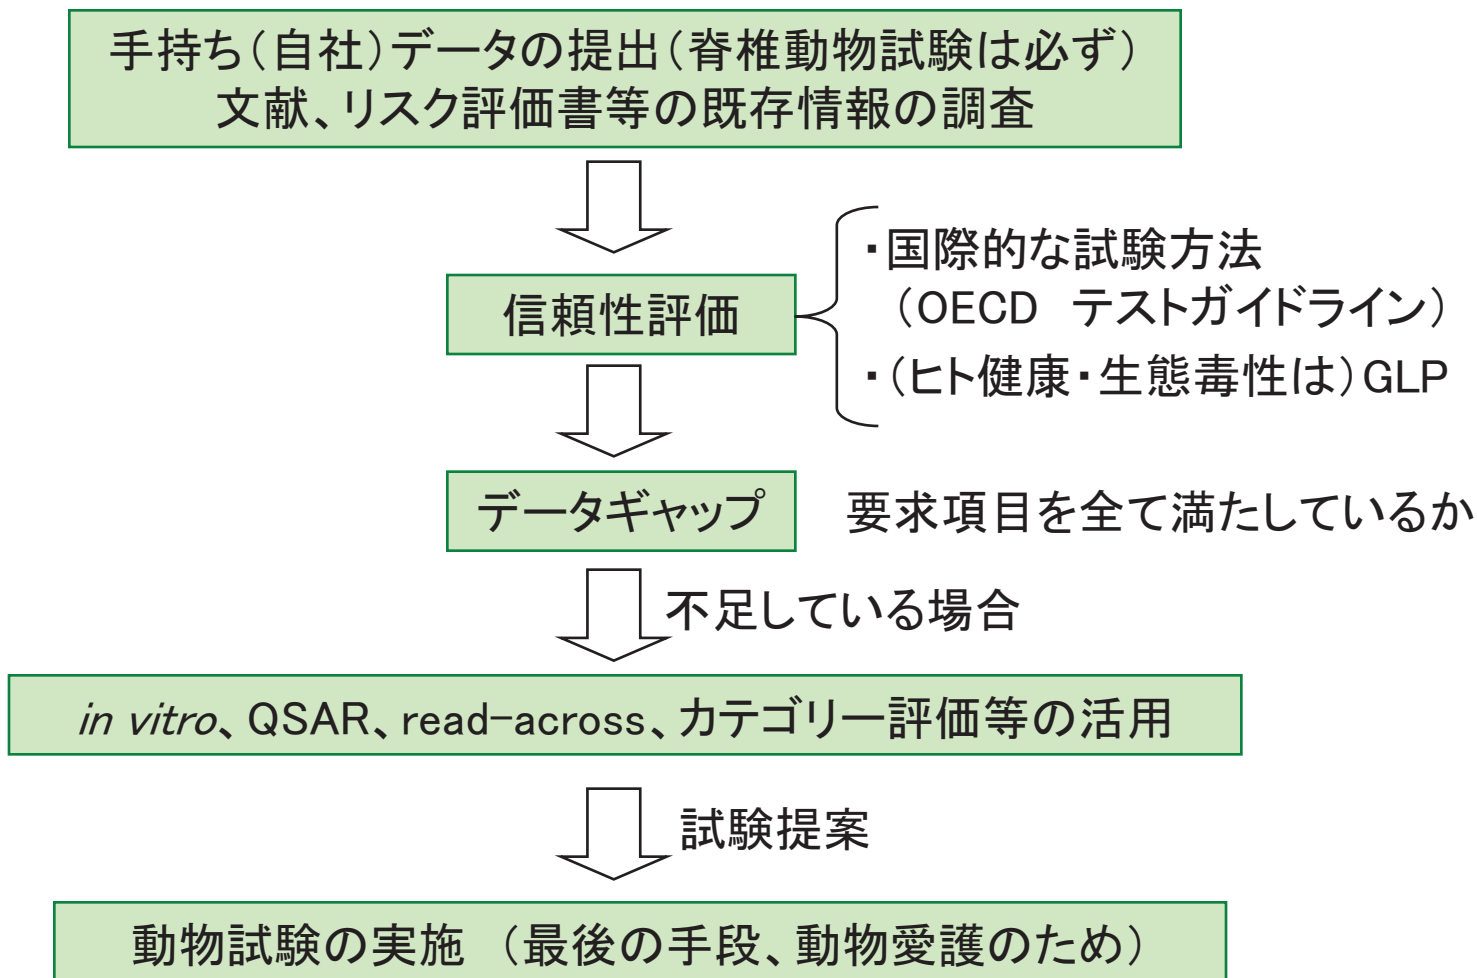 手持ち（自社）データの提出（脊椎動物試験は必ず）
文献、リスク評価書等の既存情報の調査
信頼性評価
・国際的な試験方法
（OECD　テストガイドライン）
・（ヒト健康・生態毒性は）GLP
データギャップ
要求項目を全て満たしているか
不足している場合
in vitro、QSAR、read-across、カテゴリー評価等の活用
試験提案
動物試験の実施　（最後の手段、動物愛護のため）